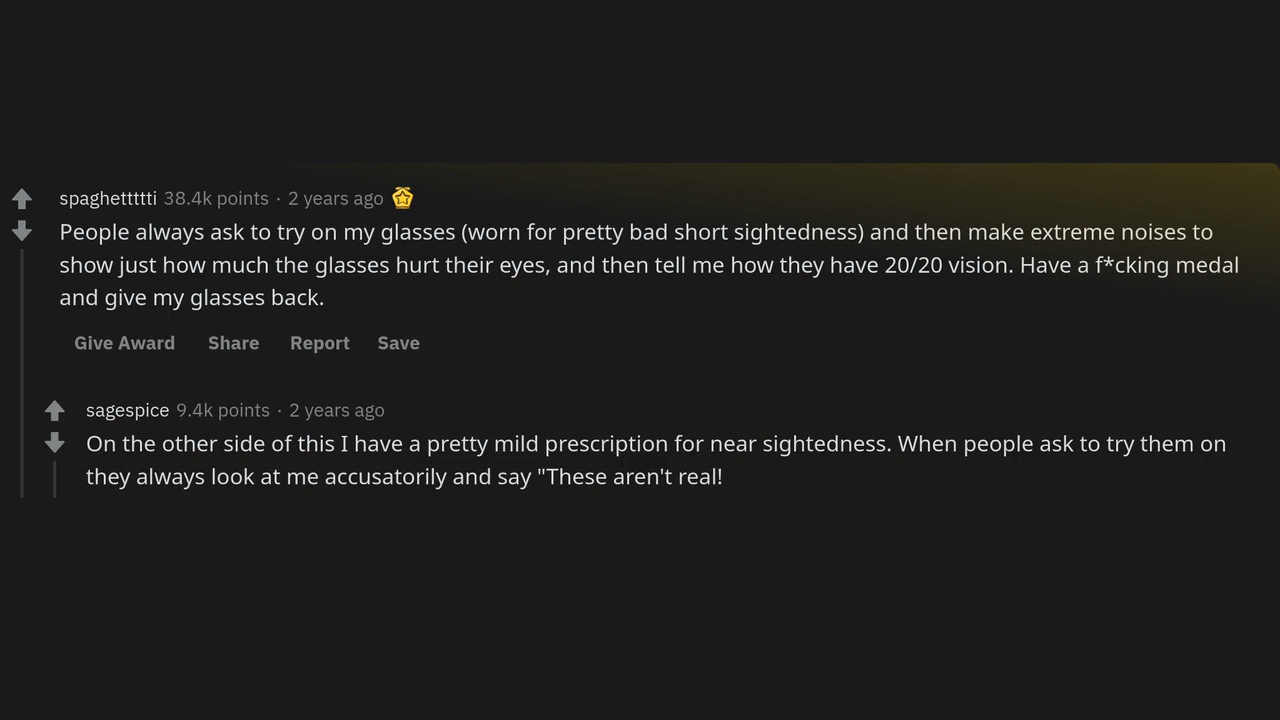 spaghettttti 38.4k points · 2 years ago
People always ask to try on my glasses (worn for pretty bad short sightedness) and then make extreme noises to
show just how much the glasses hurt their eyes, and then tell me how they have 20/20 vision. Have a f*cking medal
and give my glasses back.
Give Award Share Report Save
sagespice 9.4k points · 2 years ago
On the other side of this I have a pretty mild prescription for near sightedness. When people ask to try them on
they always look at me accusatorily and say "These aren't real!